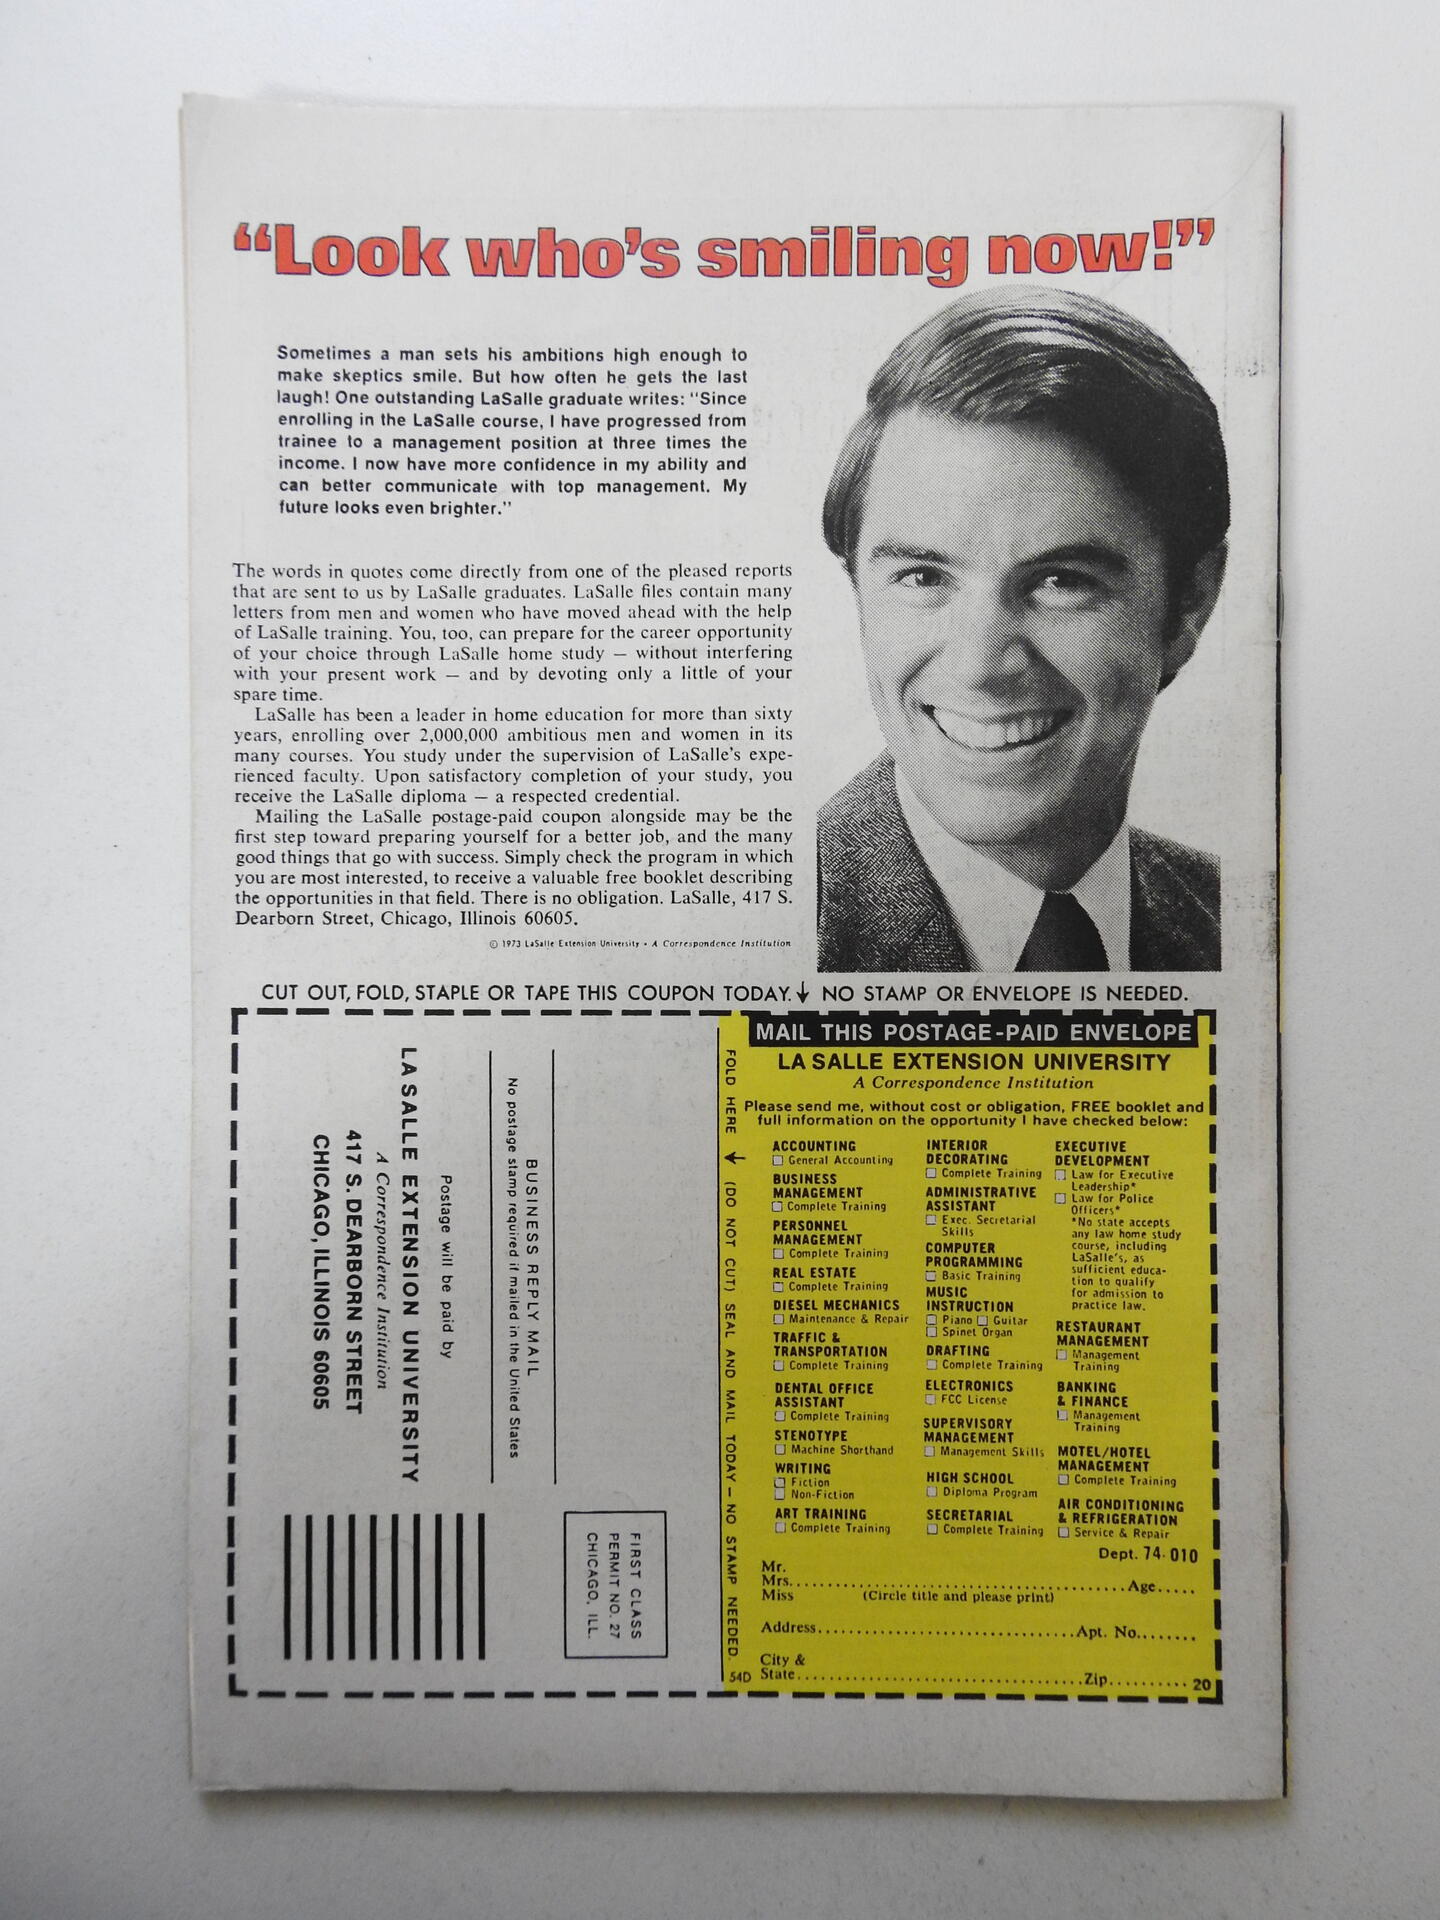 “Look who’s smiling now!”
Sometimes a man sets his ambitions high enough to
make skeptics smile. But how often he gets the last
laugh! One outstanding LaSalle graduate writes: “Since
enrolling in the LaSalle course, I have progressed from
trainee to a management position at three times the
income. I now have more confidence in my ability and
can better communicate with top management. My
future looks even brighter.”
The words in quotes come directly from one of the pleased reports
that are sent to us by LaSalle graduates. LaSalle files contain many
letters from men and women who have moved ahead with the help
of LaSalle training. You, too, can prepare for the career opportunity
of your choice through LaSalle home study — without interfering
with your present work — and by devoting only a little of your
spare time.
LaSalle has been a leader in home education for more than sixty
years, enrolling over 2,000,000 ambitious men and women in its
many courses. You study under the supervision of LaSalle’s expe-
rienced faculty. Upon satisfactory completion of your study, you
receive the LaSalle diploma — a respected credential.
Mailing the LaSalle postage-paid coupon alongside may be the
first step toward preparing yourself for a better job, and the many
good things that go with success. Simply check the program in which
you are most interested, to receive a valuable free booklet describing
the opportunities in that field. There is no obligation. LaSalle, 417 S.
Dearborn Street, Chicago, Illinois 60605.
© 1973 LaSalle Extension University • A Correspondence Institution
CUT OUT, FOLD, STAPLE OR TAPE THIS COUPON TODAY. ↓ NO STAMP OR ENVELOPE IS NEEDED.
BUSINESS REPLY MAIL
No postage stamp required if mailed in the United States
Postage will be paid by
LA SALLE EXTENSION UNIVERSITY
A Correspondence Institution
417 S. DEARBORN STREET
CHICAGO, ILLINOIS 60605
FIRST CLASS
PERMIT NO. 27
CHICAGO, ILL.
FOLD HERE ↓ (DO NOT CUT) SEAL AND MAIL TODAY — NO STAMP NEEDED.
54D
MAIL THIS POSTAGE-PAID ENVELOPE
LA SALLE EXTENSION UNIVERSITY
A Correspondence Institution
Please send me, without cost or obligation, FREE booklet and
full information on the opportunity I have checked below:
ACCOUNTING
☐ General Accounting
BUSINESS
MANAGEMENT
☐ Complete Training
PERSONNEL
MANAGEMENT
☐ Complete Training
REAL ESTATE
☐ Complete Training
DIESEL MECHANICS
☐ Maintenance & Repair
TRAFFIC &
TRANSPORTATION
☐ Complete Training
DENTAL OFFICE
ASSISTANT
☐ Complete Training
STENOTYPE
☐ Machine Shorthand
WRITING
☐ Fiction
☐ Non-Fiction
ART TRAINING
☐ Complete Training
INTERIOR
DECORATING
☐ Complete Training
ADMINISTRATIVE
ASSISTANT
☐ Exec. Secretarial
Skills
COMPUTER
PROGRAMMING
☐ Basic Training
MUSIC
INSTRUCTION
☐ Piano ☐ Guitar
☐ Spinet Organ
DRAFTING
☐ Complete Training
ELECTRONICS
☐ FCC License
SUPERVISORY
MANAGEMENT
☐ Management Skills
HIGH SCHOOL
☐ Diploma Program
SECRETARIAL
☐ Complete Training
EXECUTIVE
DEVELOPMENT
☐ Law for Executive
Leadership*
☐ Law for Police
Officers*
*No state accepts
any law home study
course, including
LaSalle's, as
sufficient educa-
tion to qualify
for admission to
practice law.
RESTAURANT
MANAGEMENT
☐ Management
Training
BANKING
& FINANCE
☐ Management
Training
MOTEL/HOTEL
MANAGEMENT
☐ Complete Training
AIR CONDITIONING
& REFRIGERATION
☐ Service & Repair
Dept. 74-010
Mr.
Mrs.......................................................Age.....
Miss (Circle title and please print)
Address..........................................Apt. No........
City &
State..............................................Zip..........
20